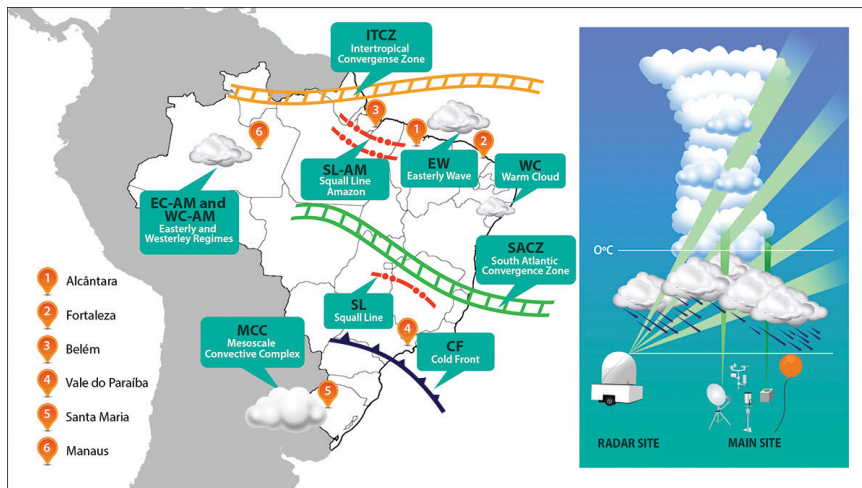 ITCZ
Intertropical
Convergense Zone
3
1
2
6
SL-AM
Squall Line
Amazon
EW
Easterly Wave
WC
Warm Cloud
EC-AM and
WC-AM
Easterly and
Westerley Regimes
SACZ
South Atlantic
Convergence Zone
SL
Squall Line
4
MCC
Mesoscale
Convective Complex
CF
Cold Front
5
1 Alcântara
2 Fortaleza
3 Belém
4 Vale do Paraíba
5 Santa Maria
6 Manaus
0ºC
RADAR SITE
MAIN SITE